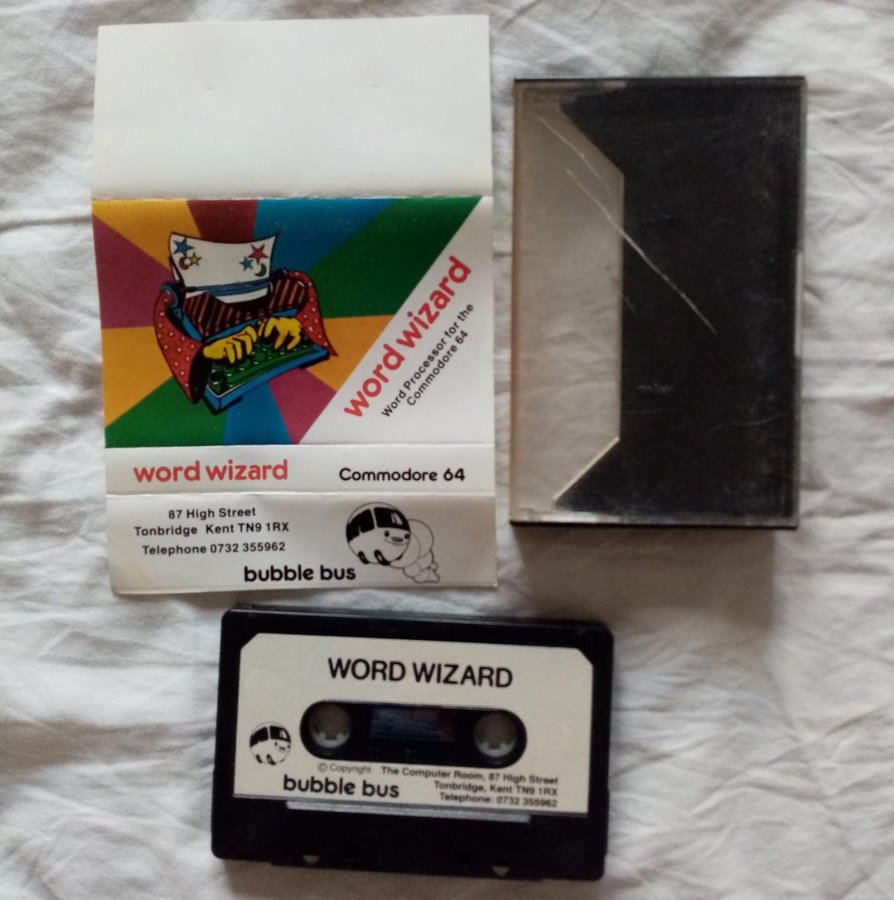 word wizard
Word Processor for the
Commodore 64
word wizard Commodore 64
87 High Street
Tonbridge Kent TN9 1RX
Telephone 0732 355962
bubble bus
WORD WIZARD
© Copyright The Computer Room, 87 High Street
Tonbridge, Kent TN9 1RX
Telephone: 0732 355962
bubble bus